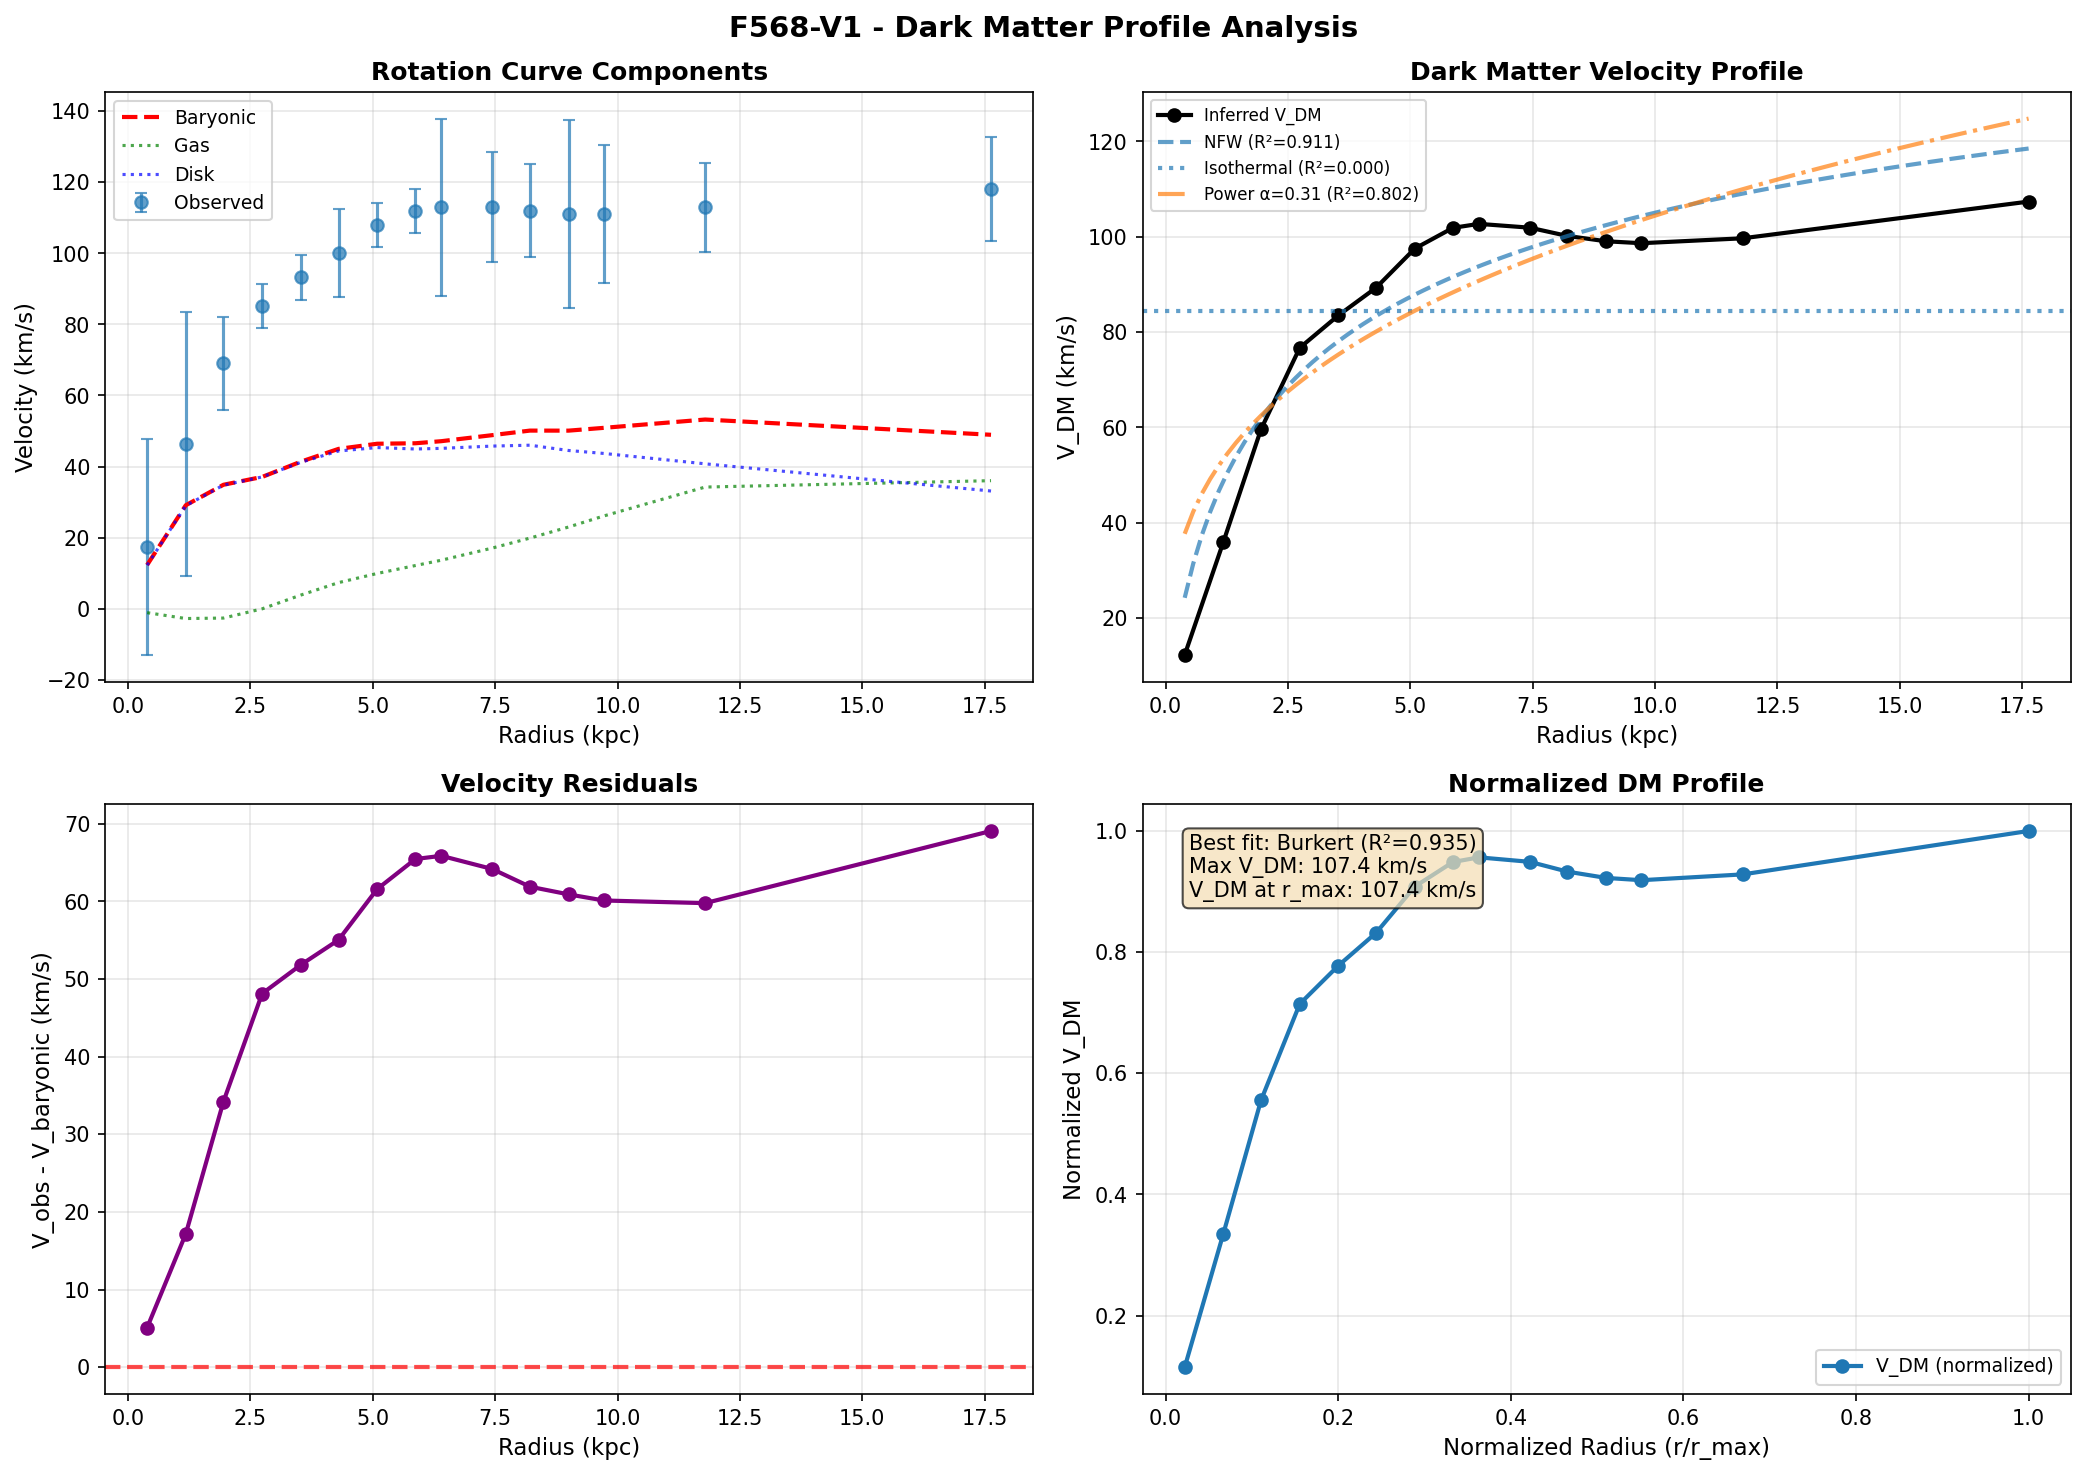 F568-V1 - Dark Matter Profile Analysis
Rotation Curve Components
140
120
100
80
60
40
20
0
−20
Velocity (km/s)
Baryonic
Gas
Disk
Observed
0.0 2.5 5.0 7.5 10.0 12.5 15.0 17.5
Radius (kpc)
Dark Matter Velocity Profile
120
100
80
60
40
20
V_DM (km/s)
Inferred V_DM
NFW (R²=0.911)
Isothermal (R²=0.000)
Power α=0.31 (R²=0.802)
0.0 2.5 5.0 7.5 10.0 12.5 15.0 17.5
Radius (kpc)
Velocity Residuals
70
60
50
40
30
20
10
0
V_obs - V_baryonic (km/s)
0.0 2.5 5.0 7.5 10.0 12.5 15.0 17.5
Radius (kpc)
Normalized DM Profile
1.0
0.8
0.6
0.4
0.2
Normalized V_DM
Best fit: Burkert (R²=0.935)
Max V_DM: 107.4 km/s
V_DM at r_max: 107.4 km/s
V_DM (normalized)
0.0 0.2 0.4 0.6 0.8 1.0
Normalized Radius (r/r_max)